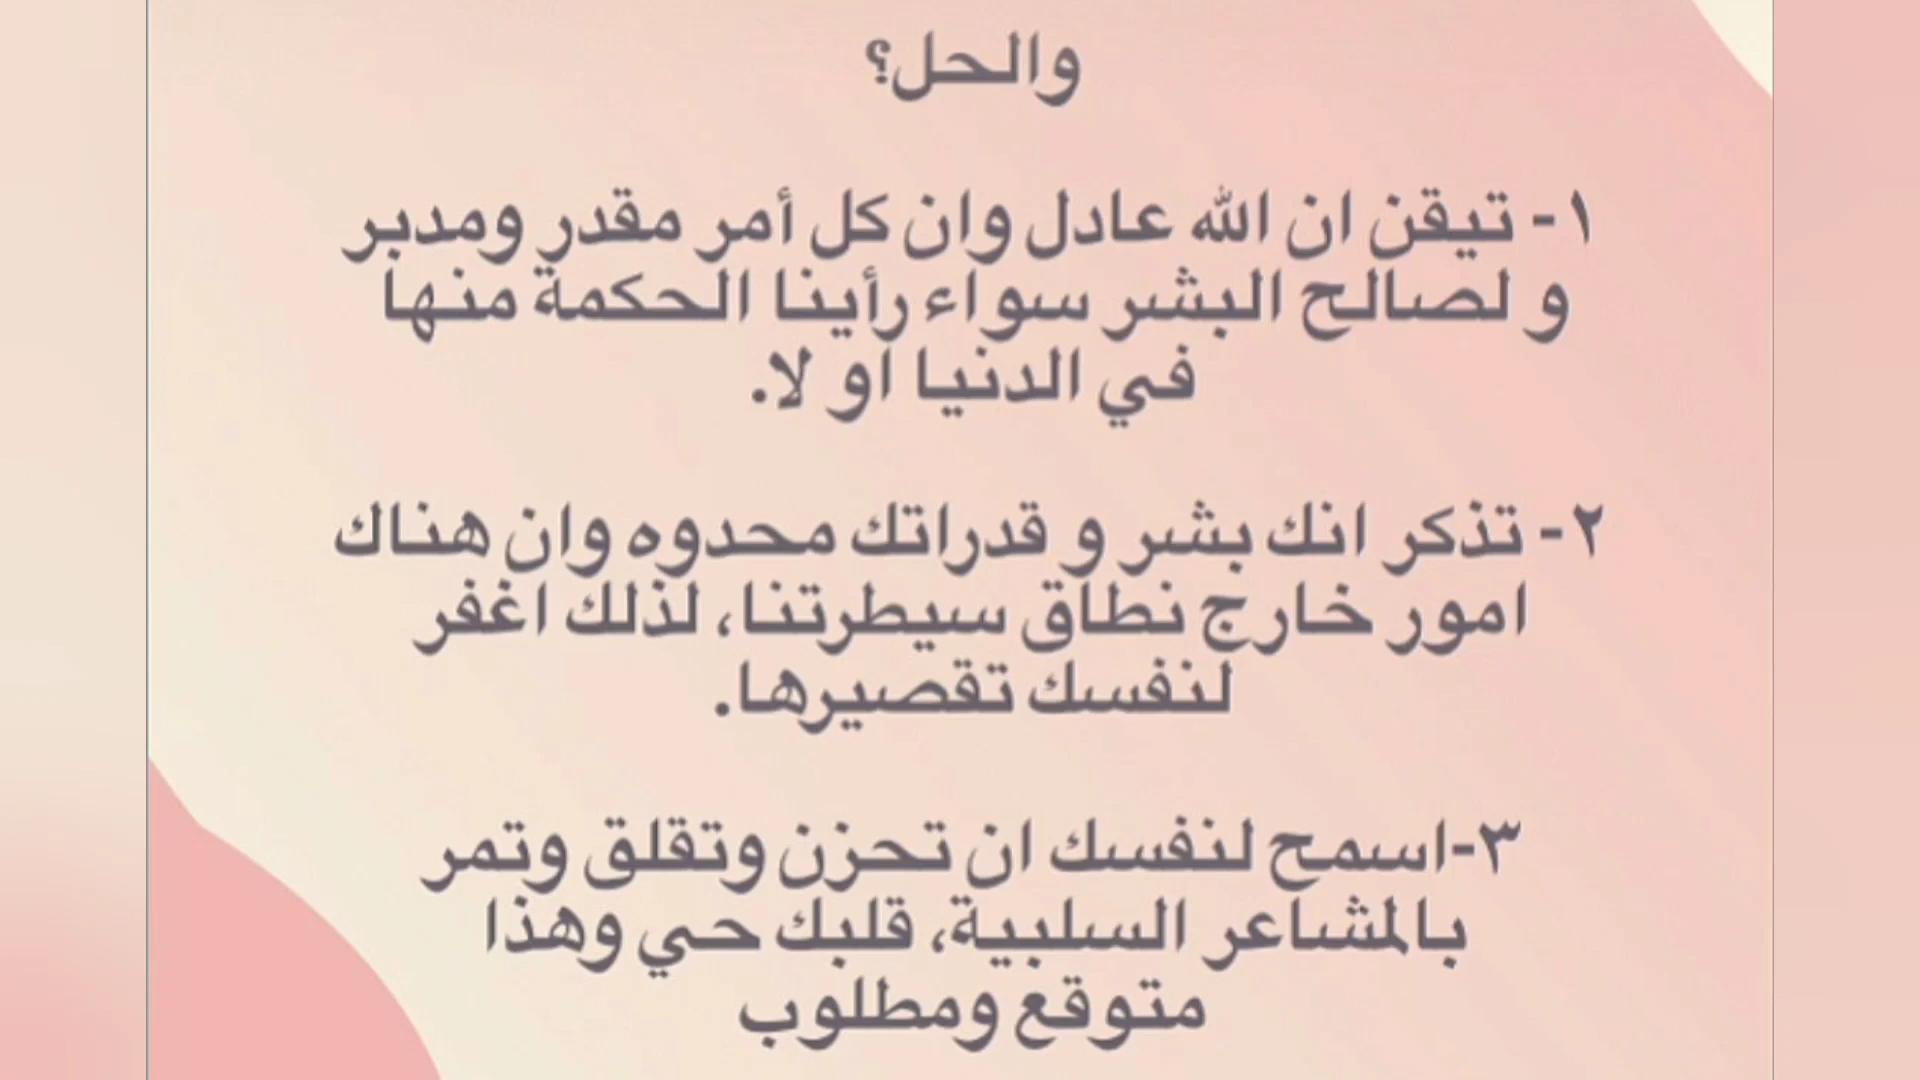 والحل؟
١- تيقن ان الله عادل وان كل أمر مقدر ومدبر
و لصالح البشر سواء رأينا الحكمة منها
في الدنيا او لا.
٢- تذكر انك بشر و قدراتك محدوه وان هناك
امور خارج نطاق سيطرتنا، لذلك اغفر
لنفسك تقصيرها.
٣-اسمح لنفسك ان تحزن وتقلق وتمر
بالمشاعر السلبية، قلبك حي وهذا
متوقع ومطلوب